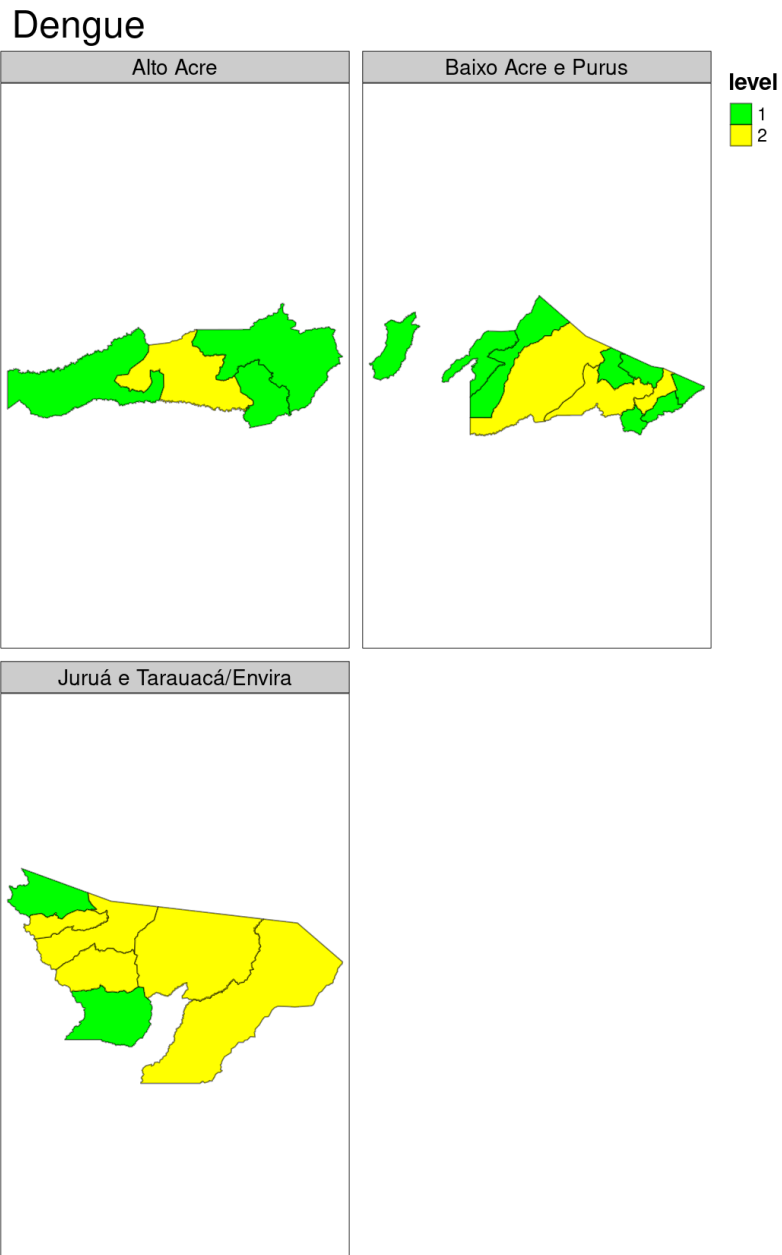 Dengue
Alto Acre
Baixo Acre e Purus
level
1
2
Juruá e Tarauacá/Envira